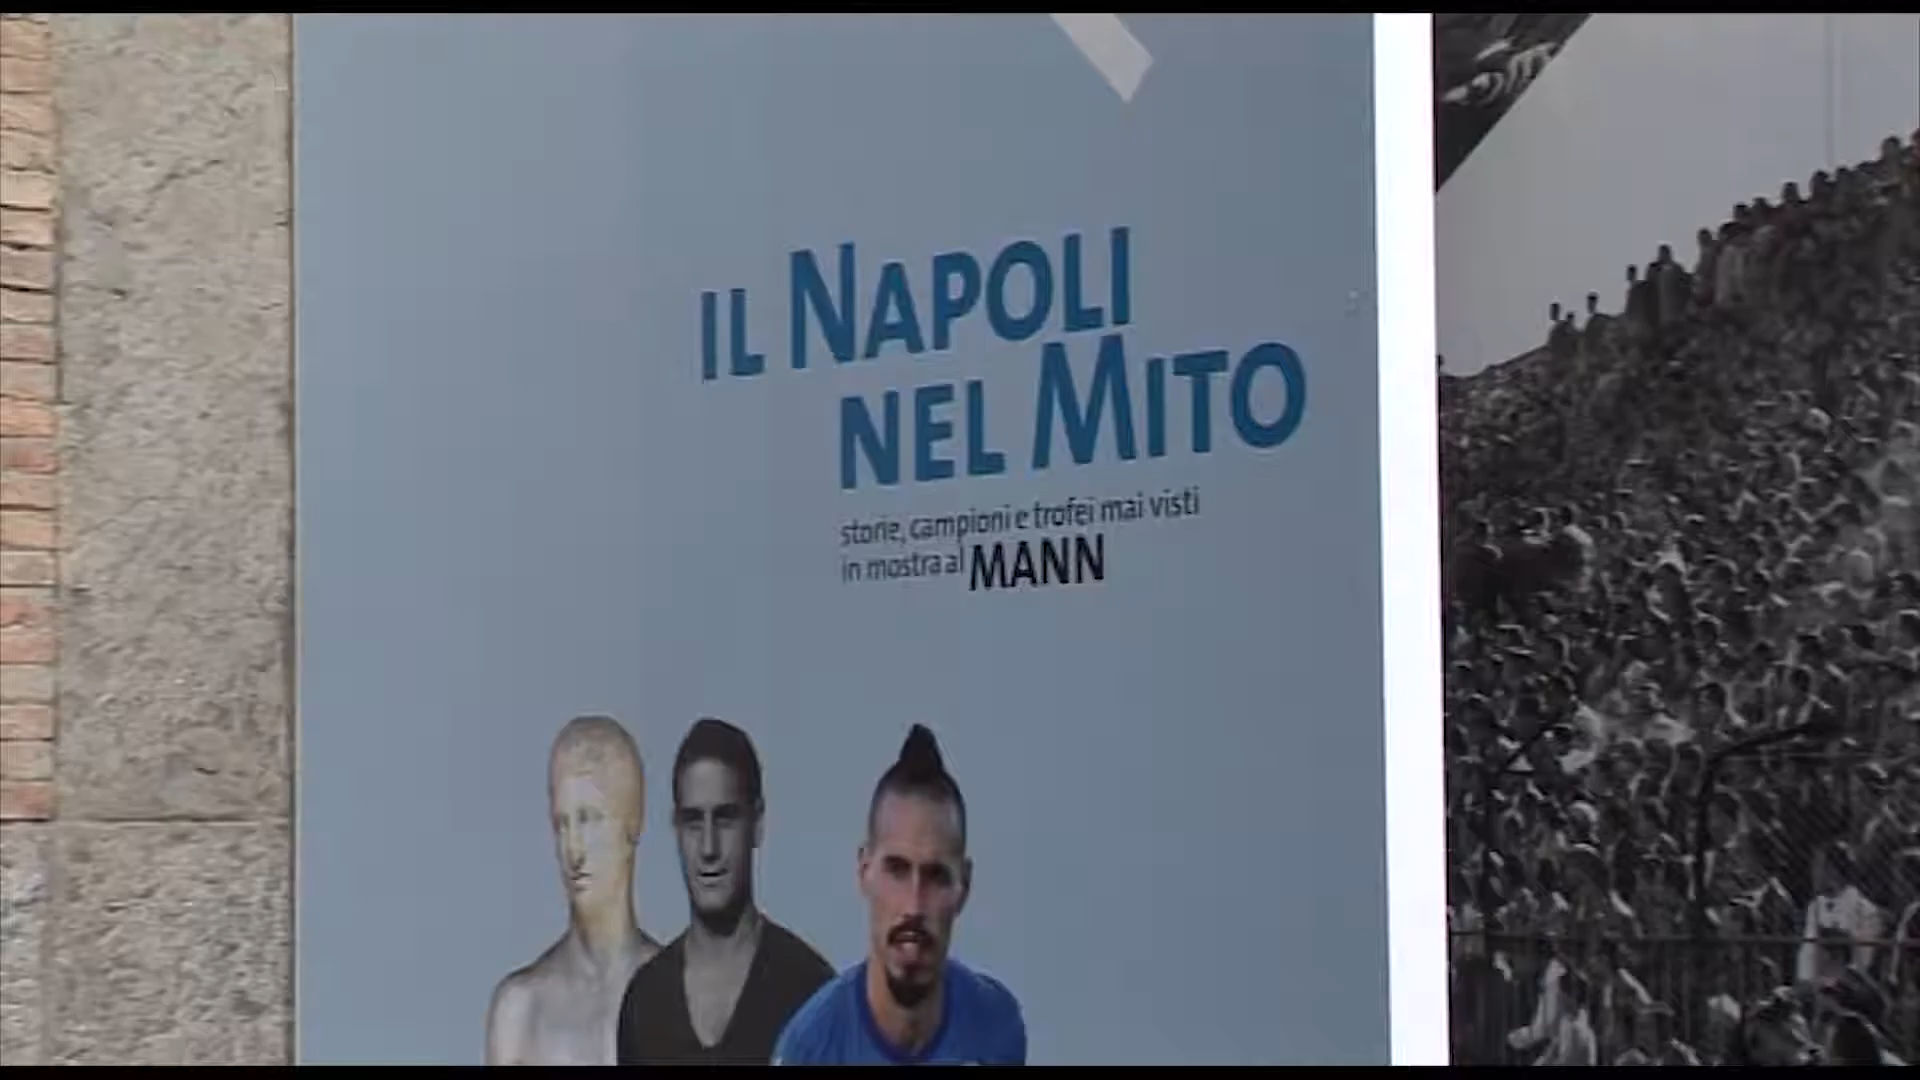 IL NAPOLI
NEL MITO
storie, campioni e trofei mai visti
in mostra al MANN